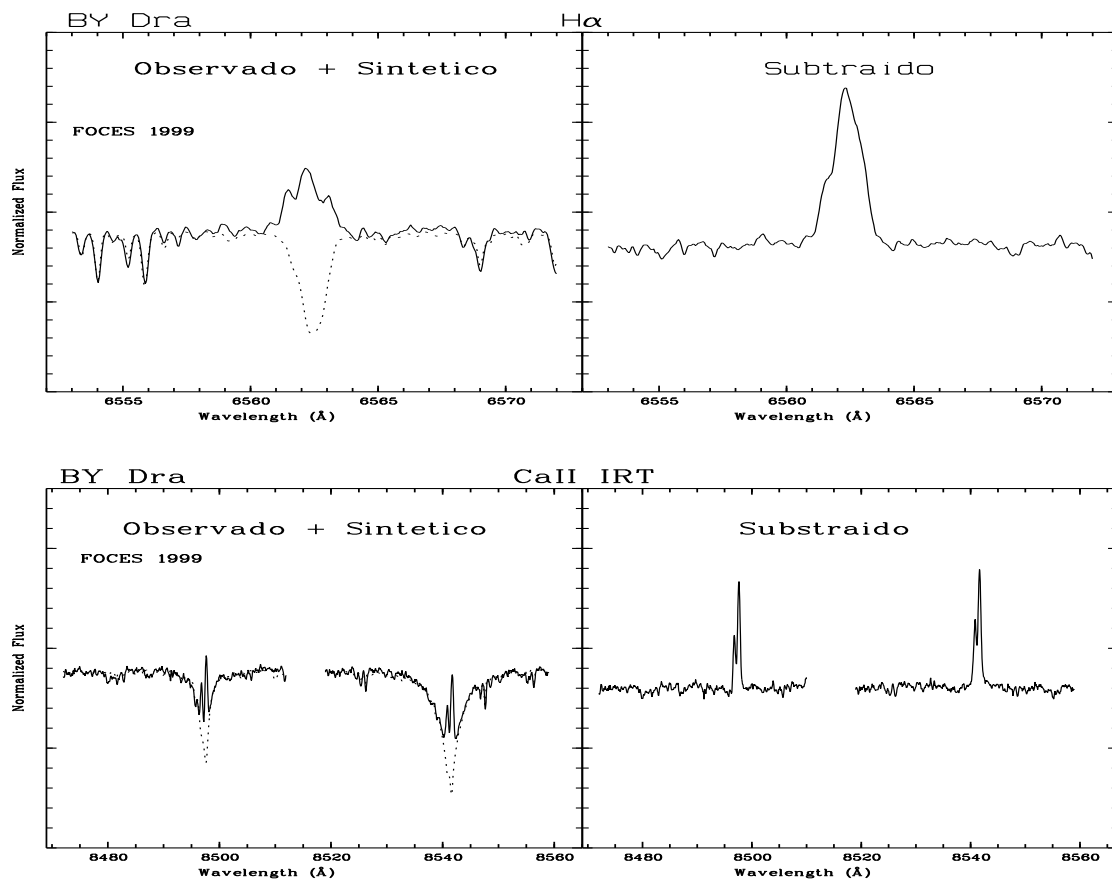 BY Dra
Hα
Observado + Sintetico
Subtraido
FOCES 1999
Normalized Flux
6555 6560 6565 6570
6555 6560 6565 6570
Wavelength (Å)
Wavelength (Å)
BY Dra
CaII IRT
Observado + Sintetico
Substraido
FOCES 1999
Normalized Flux
8480 8500 8520 8540 8560
8480 8500 8520 8540 8560
Wavelength (Å)
Wavelength (Å)